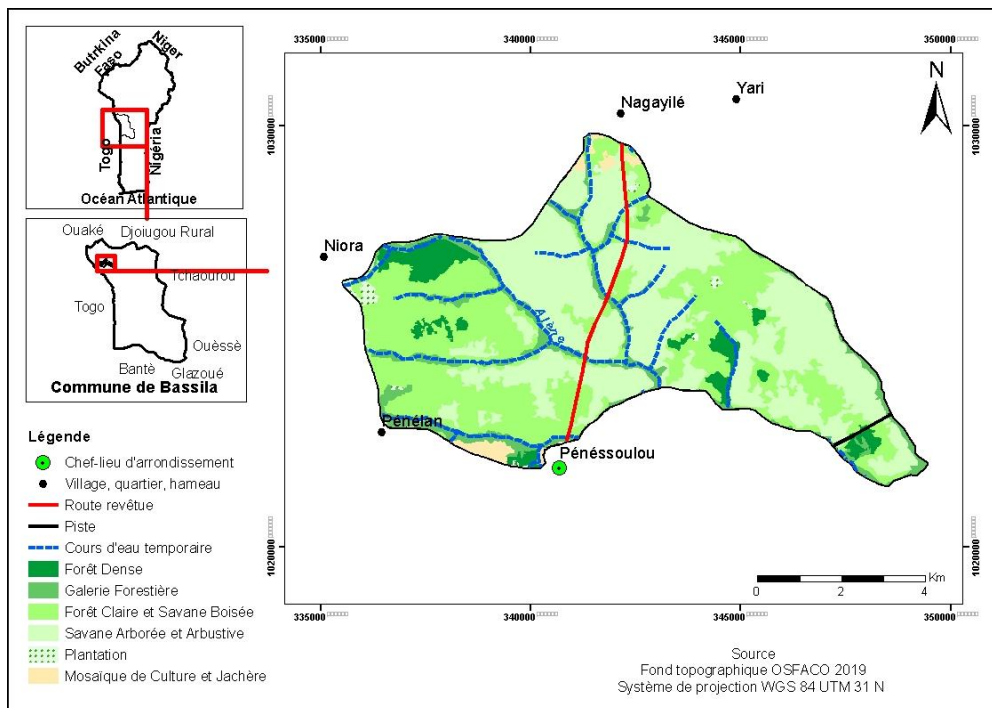 Butrkina
Faso
Niger
Togo
Nigéria
Océan Atlantique
Ouaké
Djoiugou Rural
Tchaourou
Togo
Ouèssè
Bantè
Glazoué
Commune de Bassila
Légende
Chef-lieu d'arrondissement
Village, quartier, hameau
Route revêtue
Piste
Cours d'eau temporaire
Forêt Dense
Galerie Forestière
Forêt Claire et Savane Boisée
Savane Arborée et Arbustive
Plantation
Mosaïque de Culture et Jachère
335000
340000
345000
350000
1030000
1030000
N
Nagayilé
Yari
Niora
Alène
Pénélan
Pénéssoulou
1020000
1020000
Km
0 2 4
335000
340000
345000
350000
Source
Fond topographique OSFACO 2019
Système de projection WGS 84 UTM 31 N